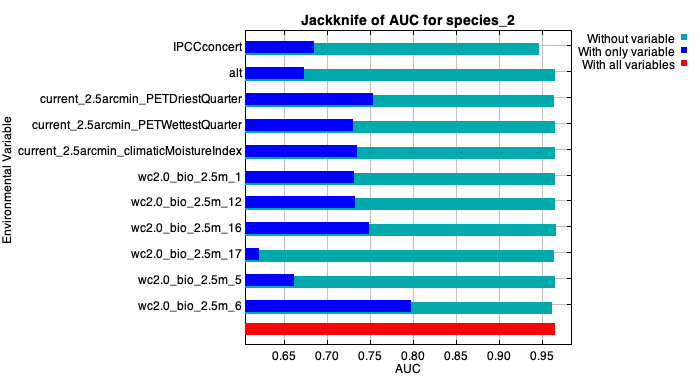 Jackknife of AUC for species_2
Without variable
With only variable
With all variables
Environmental Variable
IPCCconcert
alt
current_2.5arcmin_PETDriestQuarter
current_2.5arcmin_PETWettestQuarter
current_2.5arcmin_climaticMoistureIndex
wc2.0_bio_2.5m_1
wc2.0_bio_2.5m_12
wc2.0_bio_2.5m_16
wc2.0_bio_2.5m_17
wc2.0_bio_2.5m_5
wc2.0_bio_2.5m_6
0.65 0.70 0.75 0.80 0.85 0.90 0.95
AUC